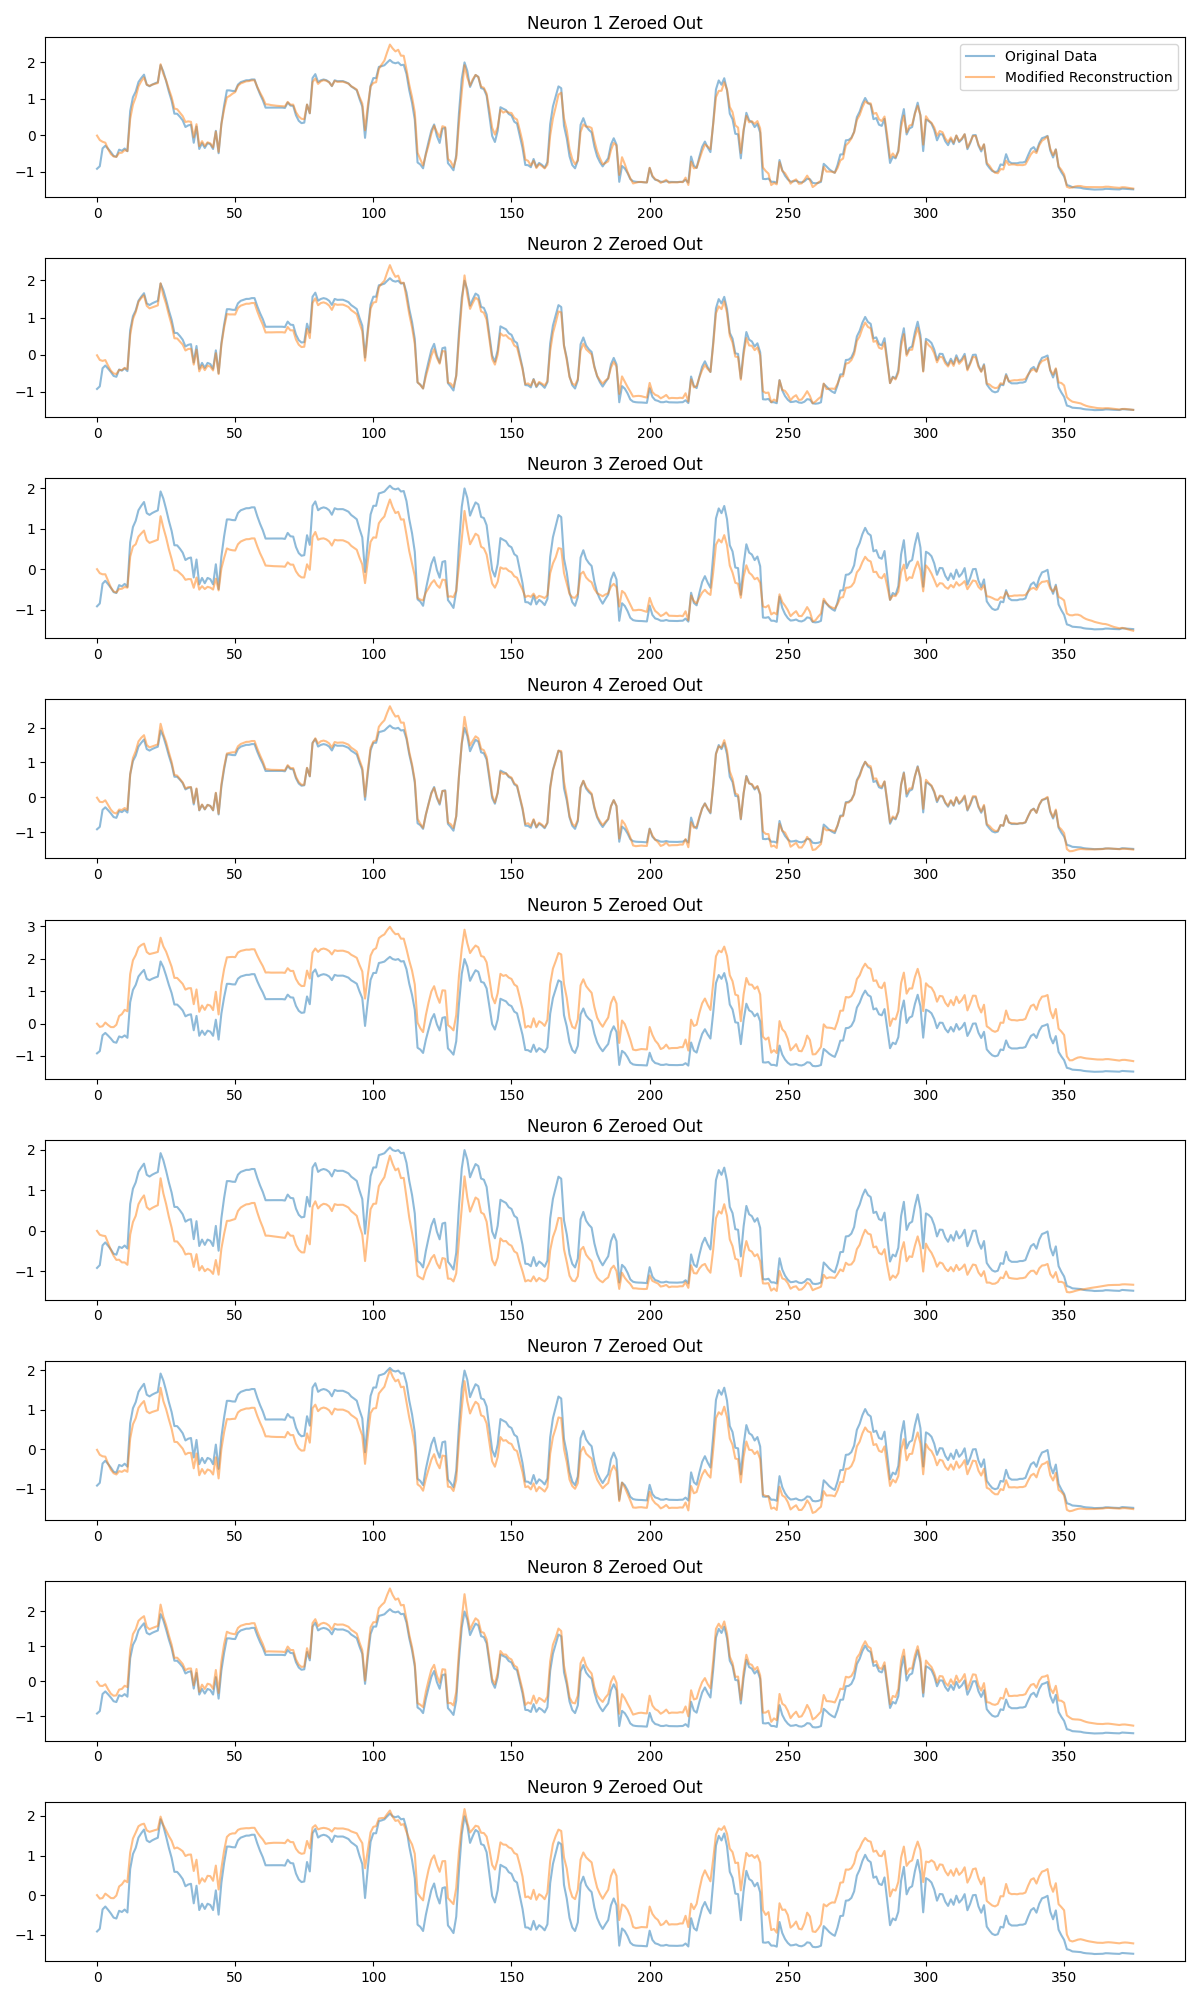 Neuron 1 Zeroed Out
Original Data
Modified Reconstruction
2
1
0
−1
0 50 100 150 200 250 300 350
Neuron 2 Zeroed Out
2
1
0
−1
0 50 100 150 200 250 300 350
Neuron 3 Zeroed Out
2
1
0
−1
0 50 100 150 200 250 300 350
Neuron 4 Zeroed Out
2
1
0
−1
0 50 100 150 200 250 300 350
Neuron 5 Zeroed Out
3
2
1
0
−1
0 50 100 150 200 250 300 350
Neuron 6 Zeroed Out
2
1
0
−1
0 50 100 150 200 250 300 350
Neuron 7 Zeroed Out
2
1
0
−1
0 50 100 150 200 250 300 350
Neuron 8 Zeroed Out
2
1
0
−1
0 50 100 150 200 250 300 350
Neuron 9 Zeroed Out
2
1
0
−1
0 50 100 150 200 250 300 350